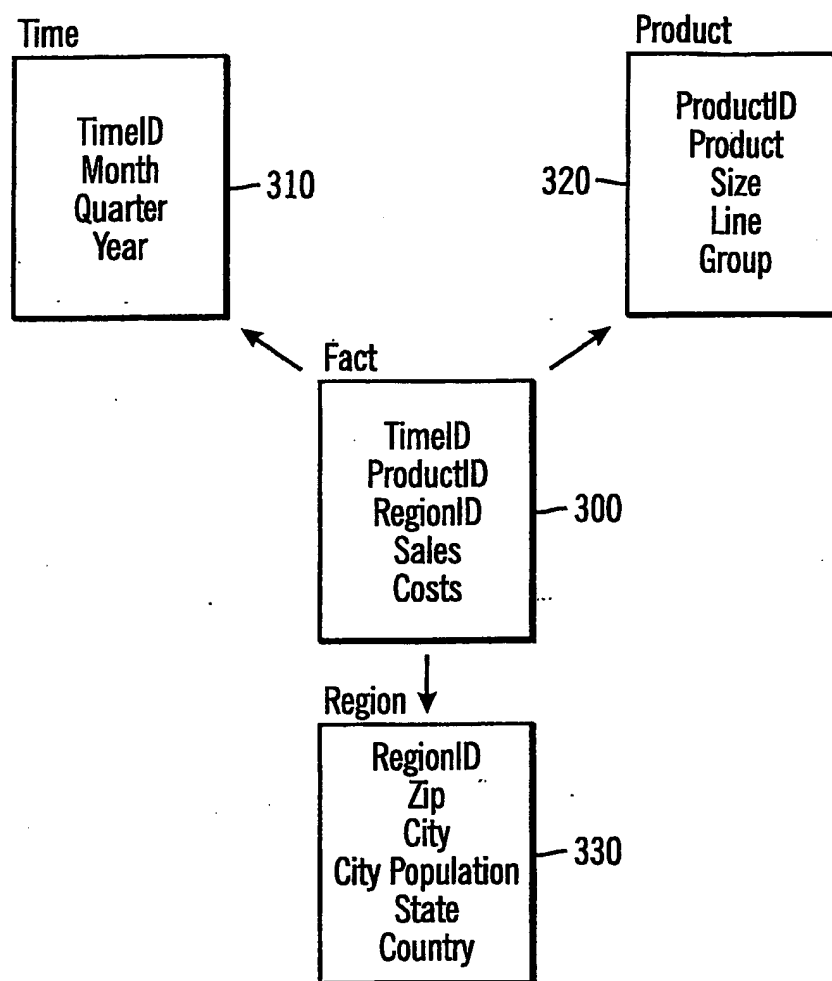 Time
TimeID
Month
Quarter
Year
310
Product
ProductID
Product
Size
Line
Group
320
Fact
TimeID
ProductID
RegionID
Sales
Costs
300
Region
RegionID
Zip
City
City Population
State
Country
330